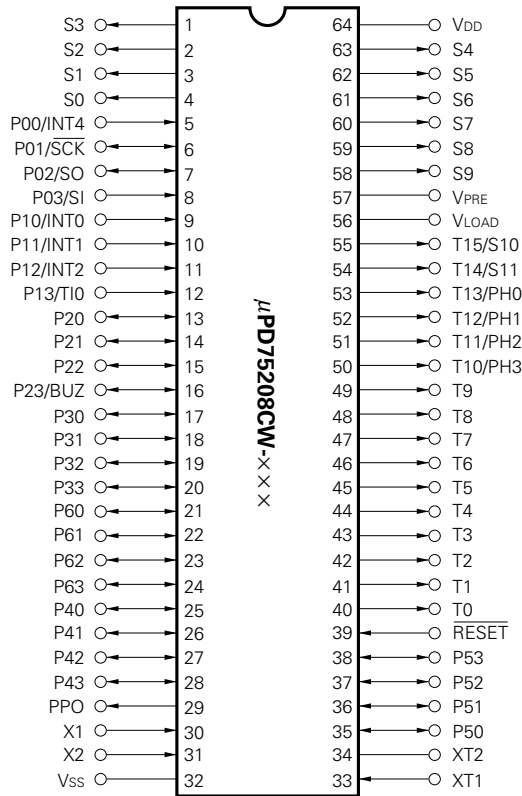 S3 1 64 VDD
S2 2 63 S4
S1 3 62 S5
S0 4 61 S6
P00/INT4 5 60 S7
P01/S̅C̅K̅ 6 59 S8
P02/SO 7 58 S9
P03/SI 8 57 VPRE
P10/INT0 9 56 VLOAD
P11/INT1 10 55 T15/S10
P12/INT2 11 54 T14/S11
P13/TI0 12 53 T13/PH0
P20 13 52 T12/PH1
P21 14 51 T11/PH2
P22 15 50 T10/PH3
P23/BUZ 16 49 T9
P30 17 48 T8
P31 18 47 T7
P32 19 46 T6
P33 20 45 T5
P60 21 44 T4
P61 22 43 T3
P62 23 42 T2
P63 24 41 T1
P40 25 40 T0
P41 26 39 R̅E̅S̅E̅T̅
P42 27 38 P53
P43 28 37 P52
PPO 29 36 P51
X1 30 35 P50
X2 31 34 XT2
VSS 32 33 XT1
μPD75208CW-×××